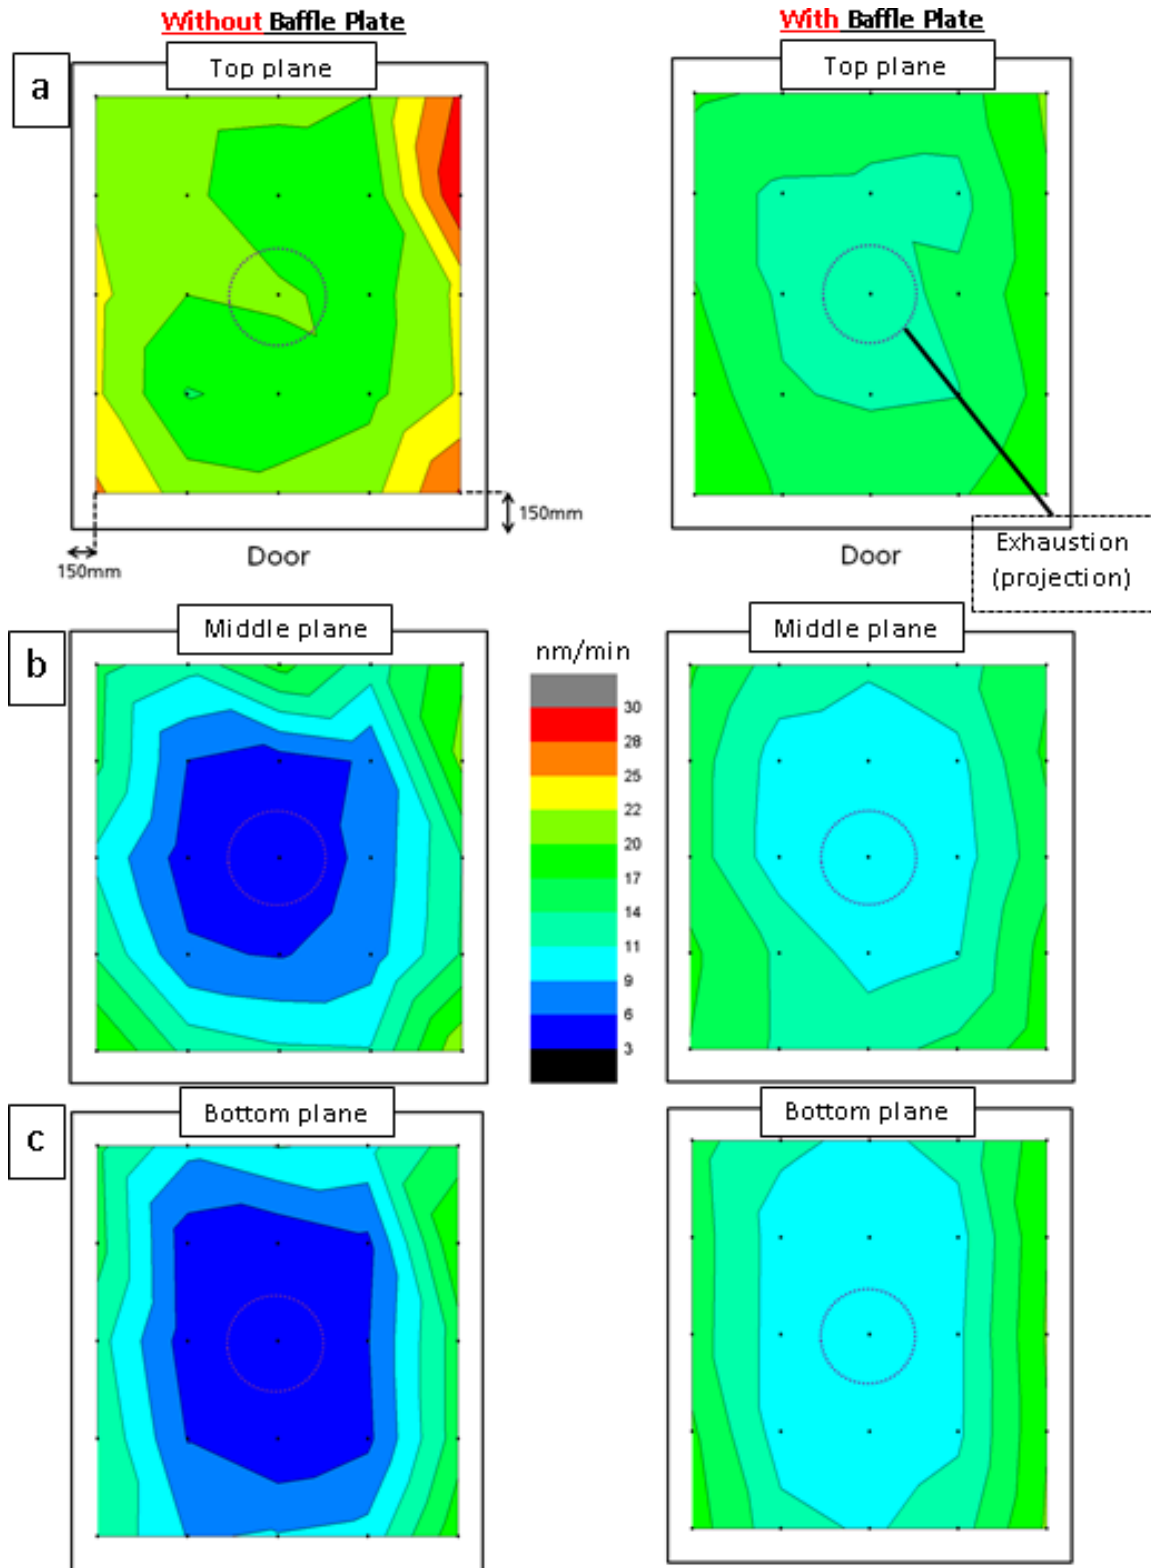 Without Baffle Plate
With Baffle Plate
a
Top plane
Top plane
150mm
150mm
Door
Door
Exhaustion
(projection)
b
Middle plane
nm/min
30
28
25
22
20
17
14
11
9
6
3
Middle plane
c
Bottom plane
Bottom plane